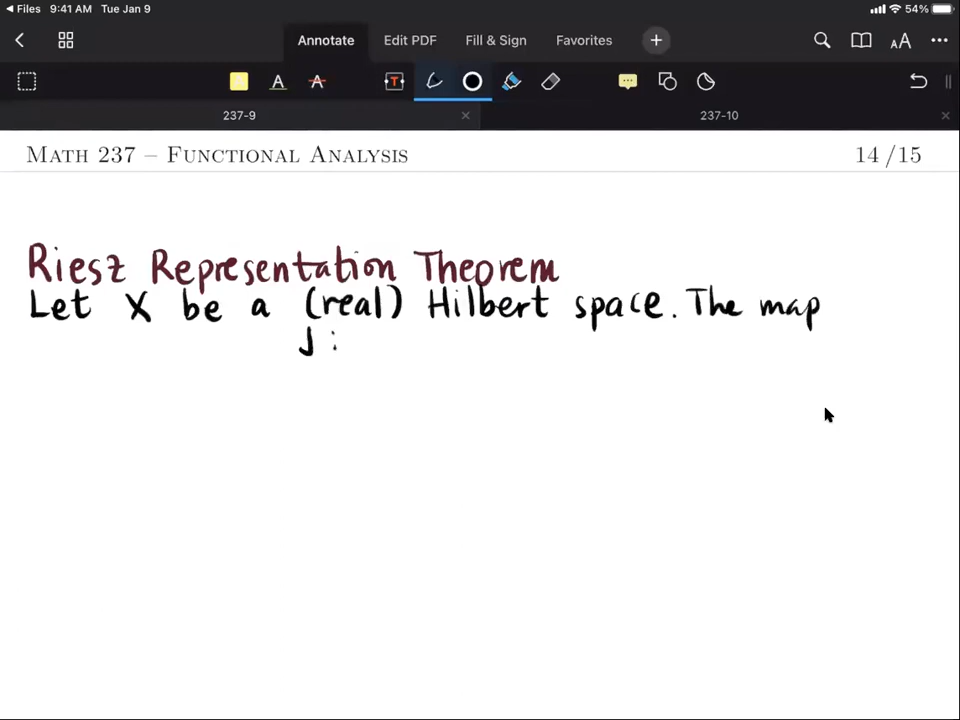 Files 9:41 AM Tue Jan 9 54%
Annotate Edit PDF Fill & Sign Favorites
237-9 237-10
MATH 237 – FUNCTIONAL ANALYSIS 14/15
Riesz Representation Theorem
Let X be a (real) Hilbert space. The map
J :